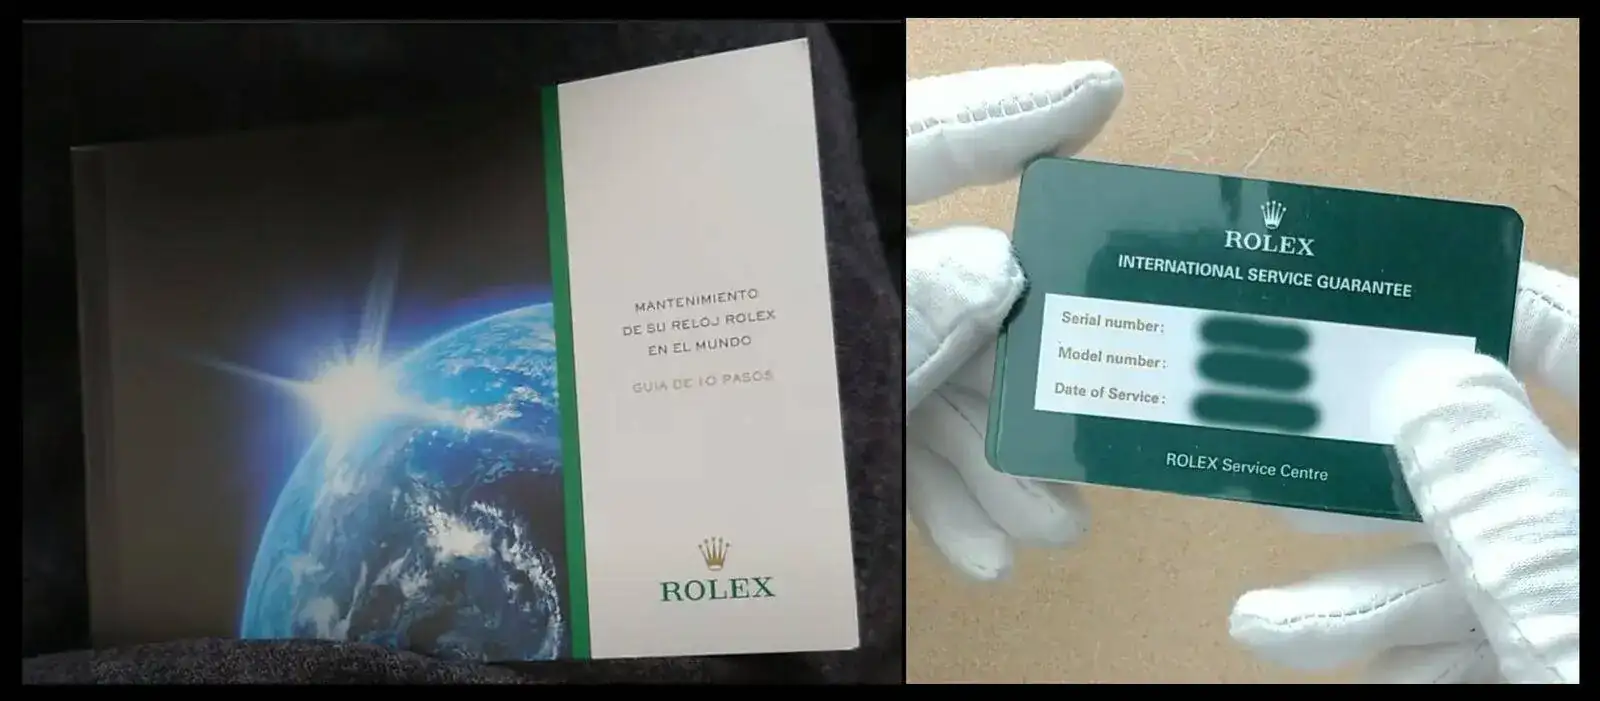 MANTENIMIENTO
DE SU RELOJ ROLEX
EN EL MUNDO
GUIA DE 10 PASOS
ROLEX
ROLEX
INTERNATIONAL SERVICE GUARANTEE
Serial number:
Model number:
Date of Service:
ROLEX Service Centre